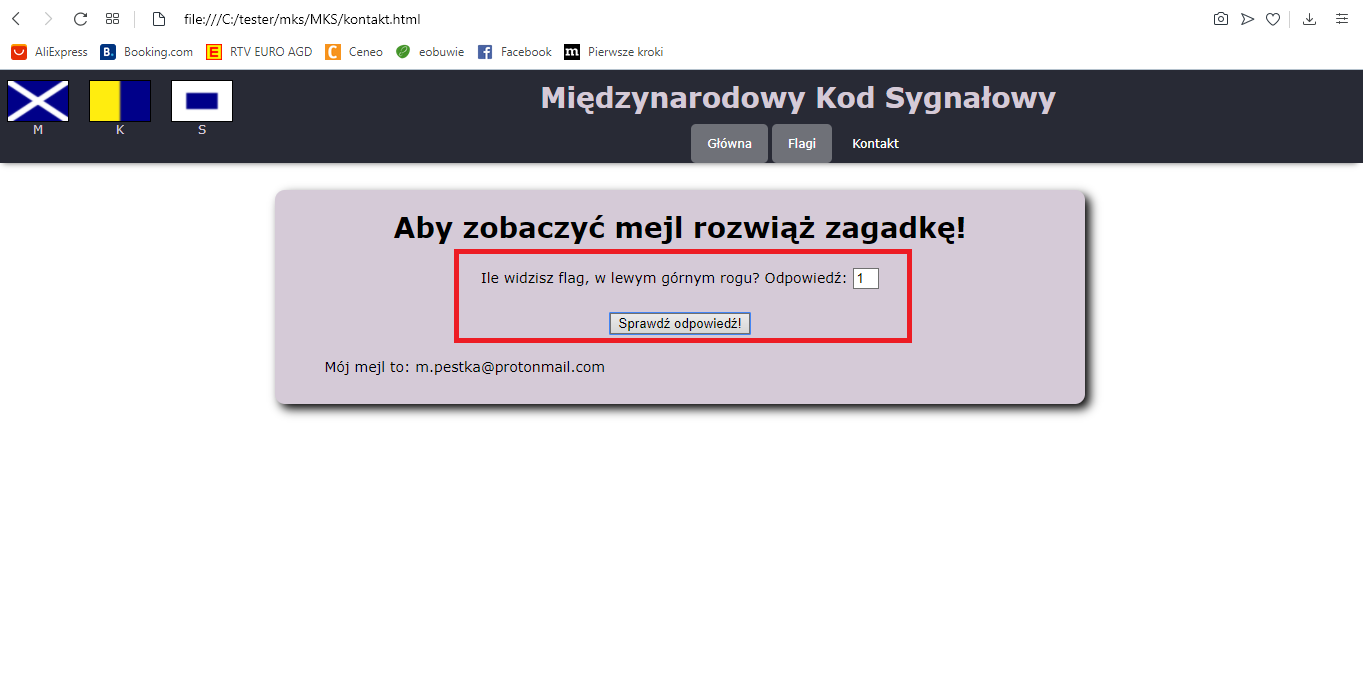 file:///C:/tester/mks/MKS/kontakt.html
AliExpress B. Booking.com E RTV EURO AGD C Ceneo eobuwie f Facebook m Pierwsze kroki
M K S
Międzynarodowy Kod Sygnałowy
Główna Flagi Kontakt
Aby zobaczyć mejl rozwiąż zagadkę!
Ile widzisz flag, w lewym górnym rogu? Odpowiedź: 1
Sprawdź odpowiedź!
Mój mejl to: m.pestka@protonmail.com